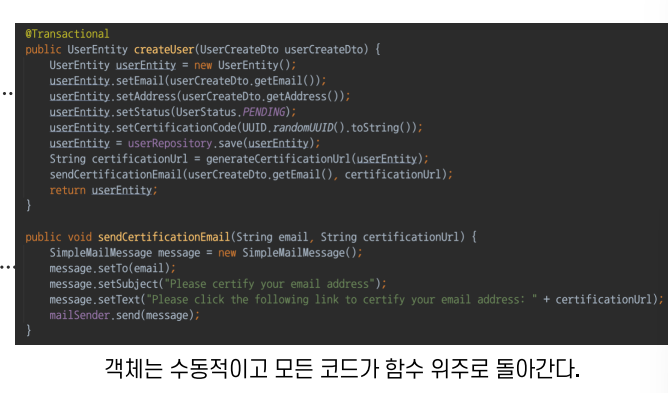 @Transactional
public UserEntity createUser(UserCreateDto userCreateDto) {
UserEntity userEntity = new UserEntity();
userEntity.setEmail(userCreateDto.getEmail());
userEntity.setAddress(userCreateDto.getAddress());
userEntity.setStatus(UserStatus.PENDING);
userEntity.setCertificationCode(UUID.randomUUID().toString());
userEntity = userRepository.save(userEntity);
String certificationUrl = generateCertificationUrl(userEntity);
sendCertificationEmail(userCreateDto.getEmail(), certificationUrl);
return userEntity;
}
public void sendCertificationEmail(String email, String certificationUrl) {
SimpleMailMessage message = new SimpleMailMessage();
message.setTo(email);
message.setSubject("Please certify your email address");
message.setText("Please click the following link to certify your email address: " + certificationUrl);
mailSender.send(message);
}
객체는 수동적이고 모든 코드가 함수 위주로 돌아간다.